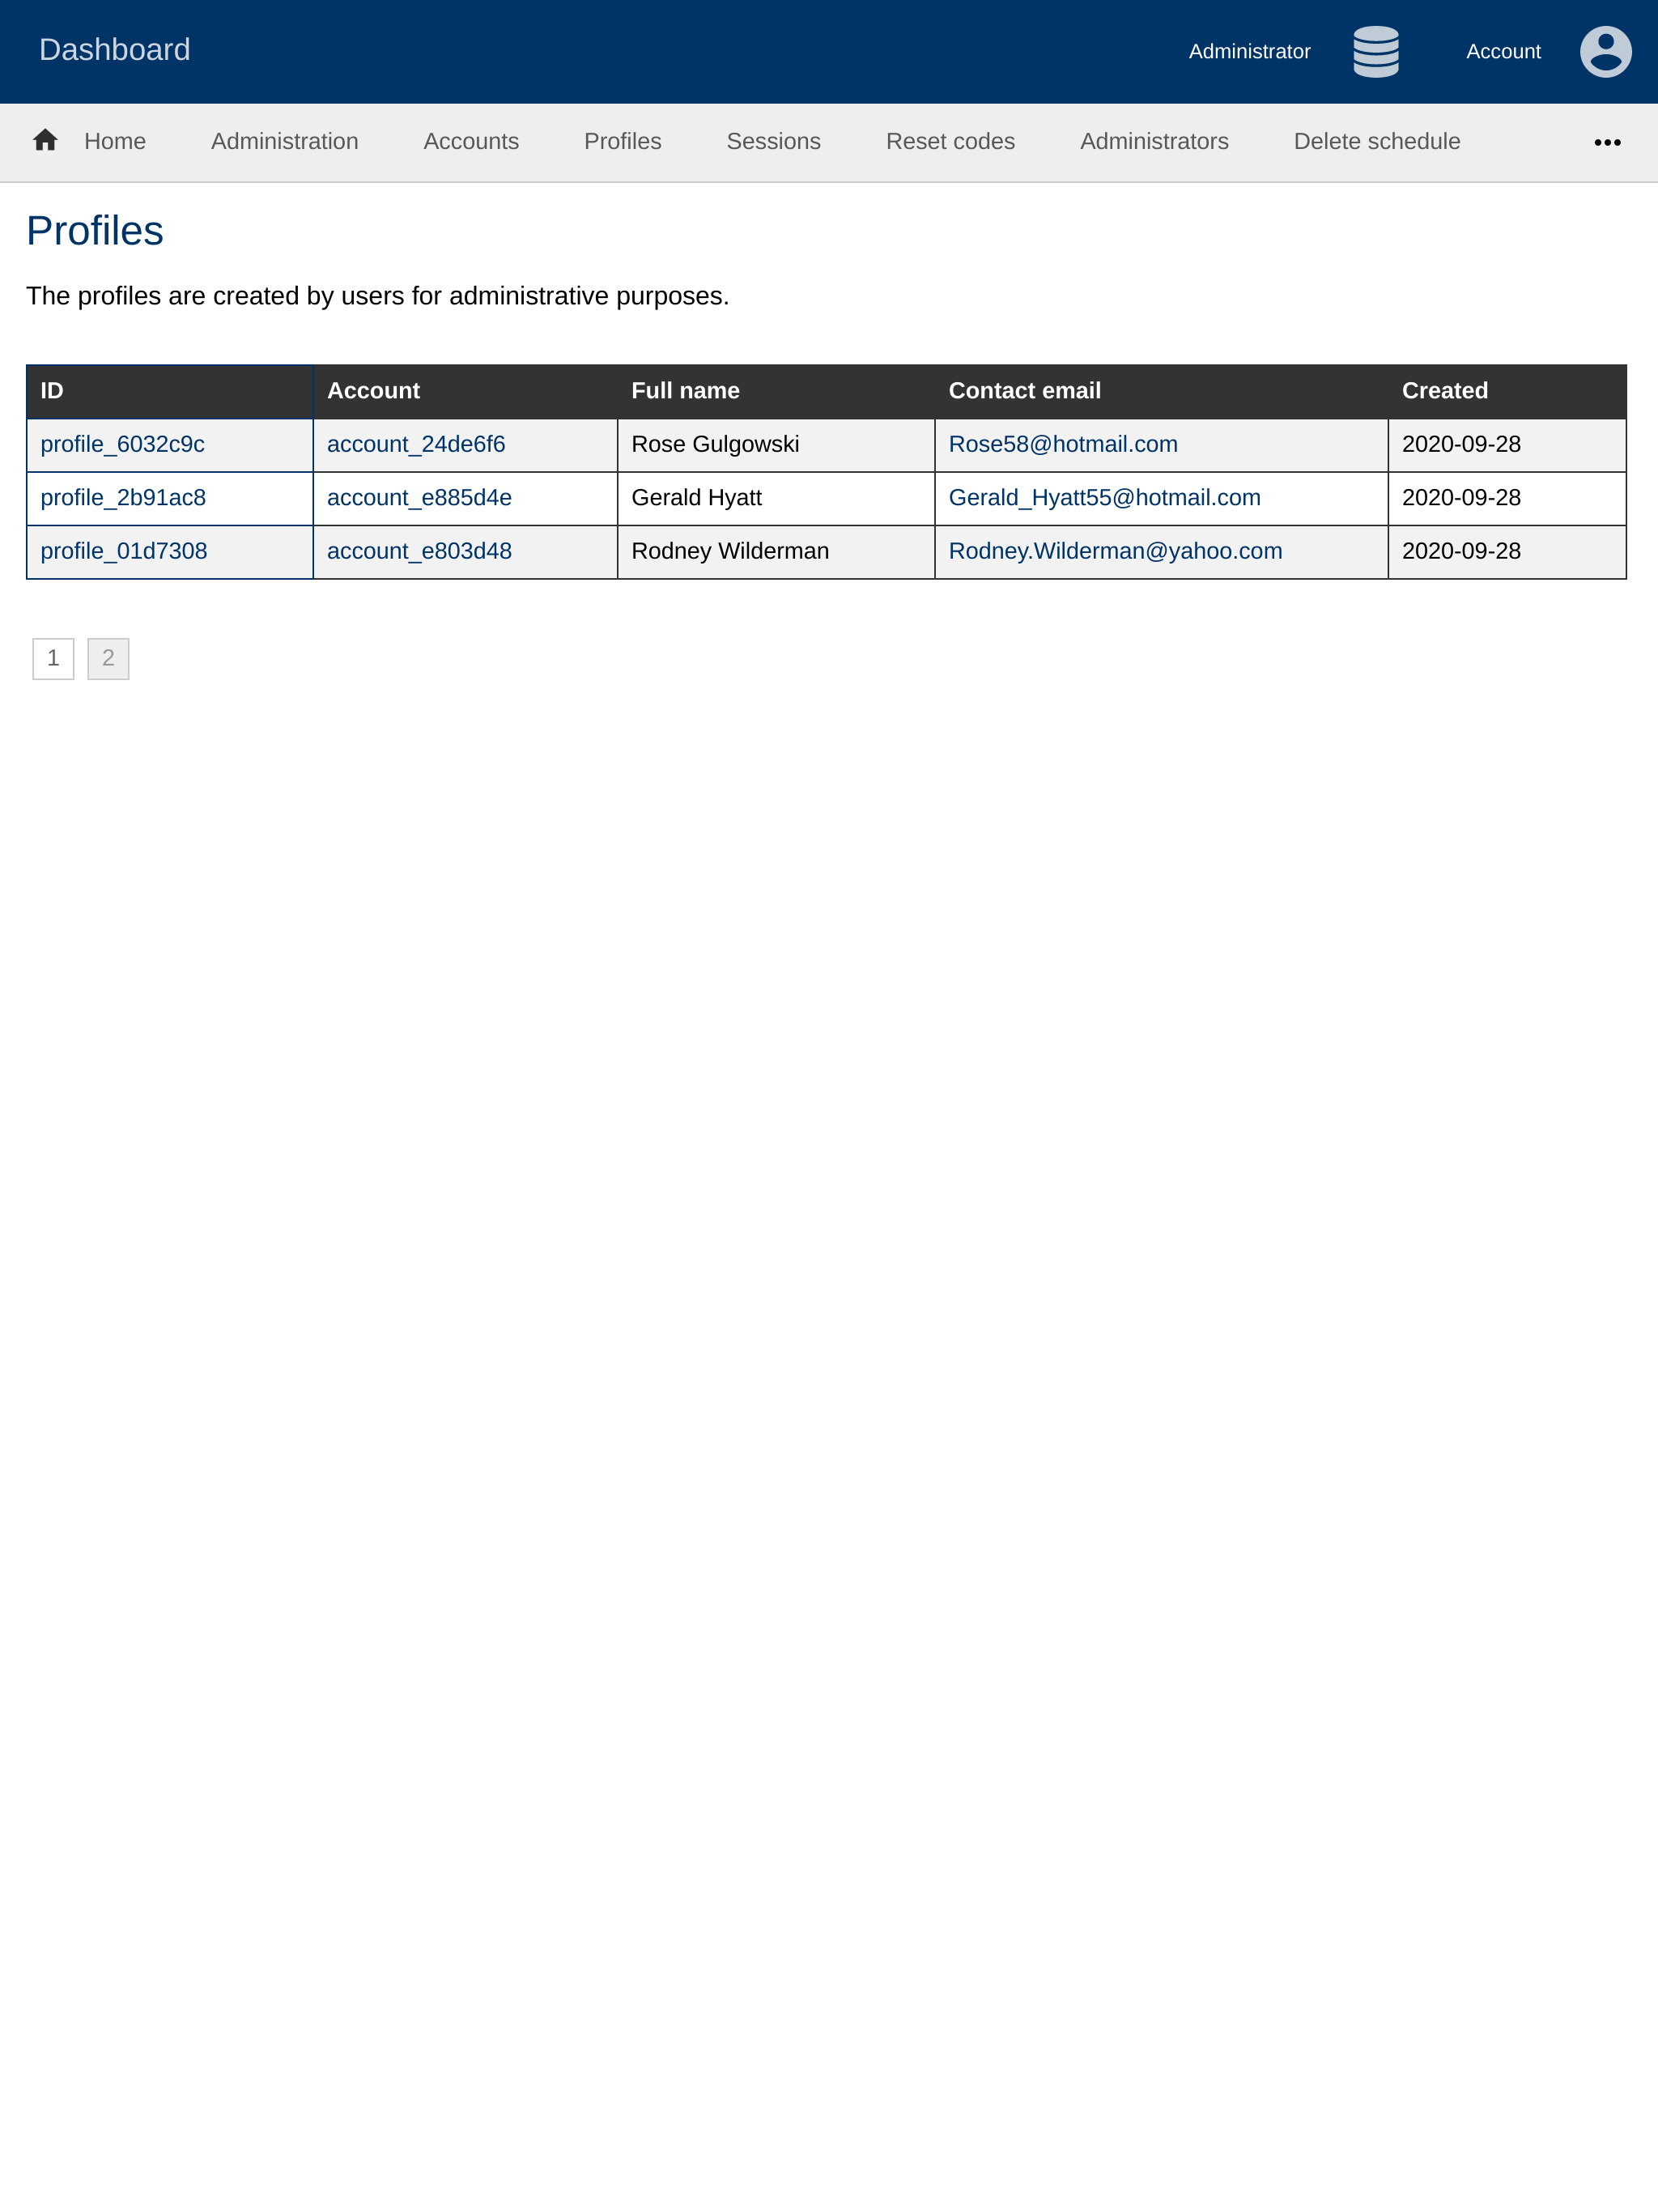 Dashboard Administrator Account
Home Administration Accounts Profiles Sessions Reset codes Administrators Delete schedule
Profiles
The profiles are created by users for administrative purposes.
ID Account Full name Contact email Created
profile_6032c9c account_24de6f6 Rose Gulgowski Rose58@hotmail.com 2020-09-28
profile_2b91ac8 account_e885d4e Gerald Hyatt Gerald_Hyatt55@hotmail.com 2020-09-28
profile_01d7308 account_e803d48 Rodney Wilderman Rodney.Wilderman@yahoo.com 2020-09-28
1 2